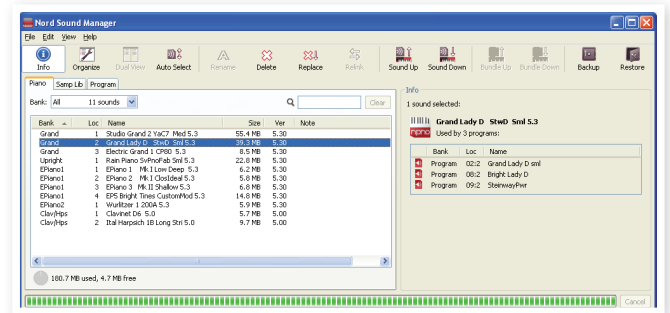 Nord Sound Manager
File Edit View Help
Info Organize Dual View Auto Select Rename Delete Replace Relink Sound Up Sound Down Bundle Up Bundle Down Backup Restore
Piano Samp Lib Program
Bank: All 11 sounds Clear
Bank Loc Name Size Ver Note
Grand 1 Studio Grand 2 YaC7 Med 5.3 55.4 MB 5.30
Grand 2 Grand Lady D StwD Sml 5.3 39.3 MB 5.30
Grand 3 Electric Grand 1 CP80 5.3 8.5 MB 5.30
Upright 1 Rain Piano SvPnoFab Sml 5.3 22.8 MB 5.30
EPiano1 1 EPiano 1 Mk I Low Deep 5.3 6.2 MB 5.30
EPiano1 2 EPiano 2 Mk I ClosIdeal 5.3 5.8 MB 5.30
EPiano1 3 EPiano 3 Mk II Shallow 5.3 6.8 MB 5.30
EPiano1 4 EP5 Bright Tines CustomMod 5.3 14.8 MB 5.30
EPiano2 1 Wurlitzer 1 200A 5.3 5.9 MB 5.30
Clav/Hps 1 Clavinet D6 5.0 5.7 MB 5.00
Clav/Hps 2 Ital Harpsich 1B Long Stri 5.0 9.7 MB 5.00
180.7 MB used, 4.7 MB free
Info
1 sound selected:
Grand Lady D StwD Sml 5.3
npno Used by 3 programs:
Bank Loc Name
Program 02:2 Grand Lady D sml
Program 08:2 Bright Lady D
Program 09:2 SteinwayPwr
Cancel